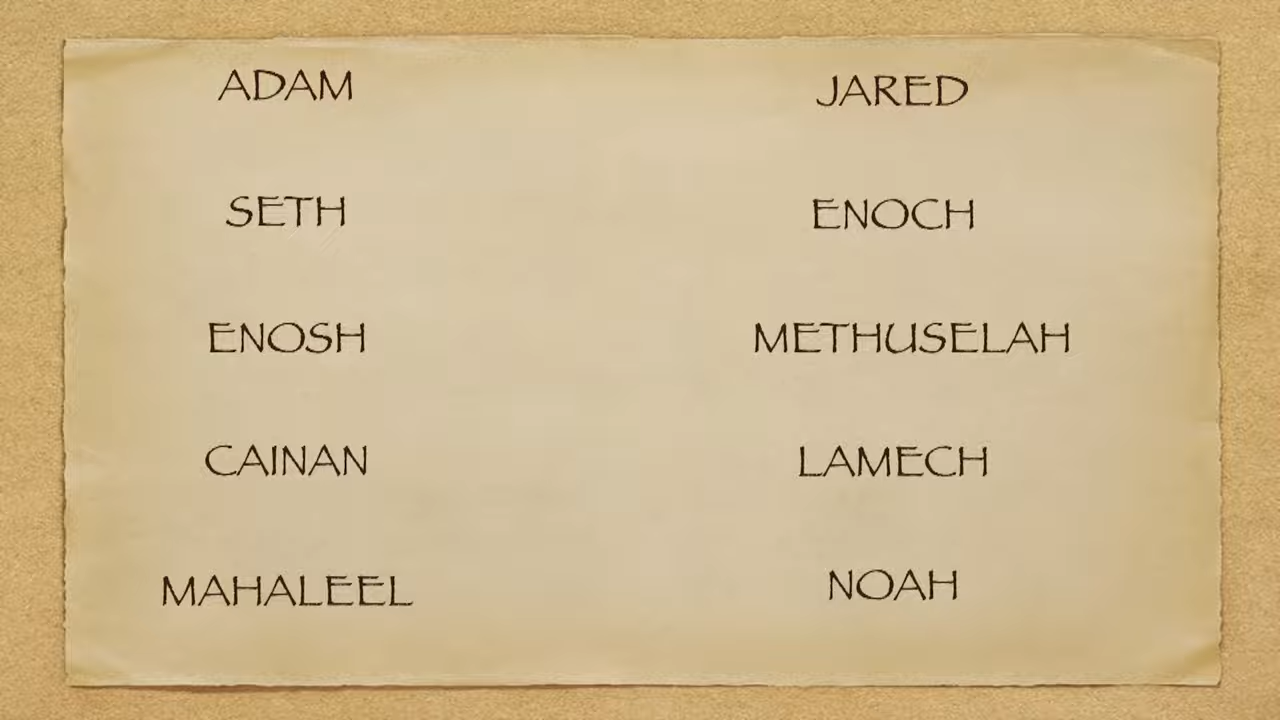 ADAM
SETH
ENOSH
CAINAN
MAHALEEL
JARED
ENOCH
METHUSELAH
LAMECH
NOAH